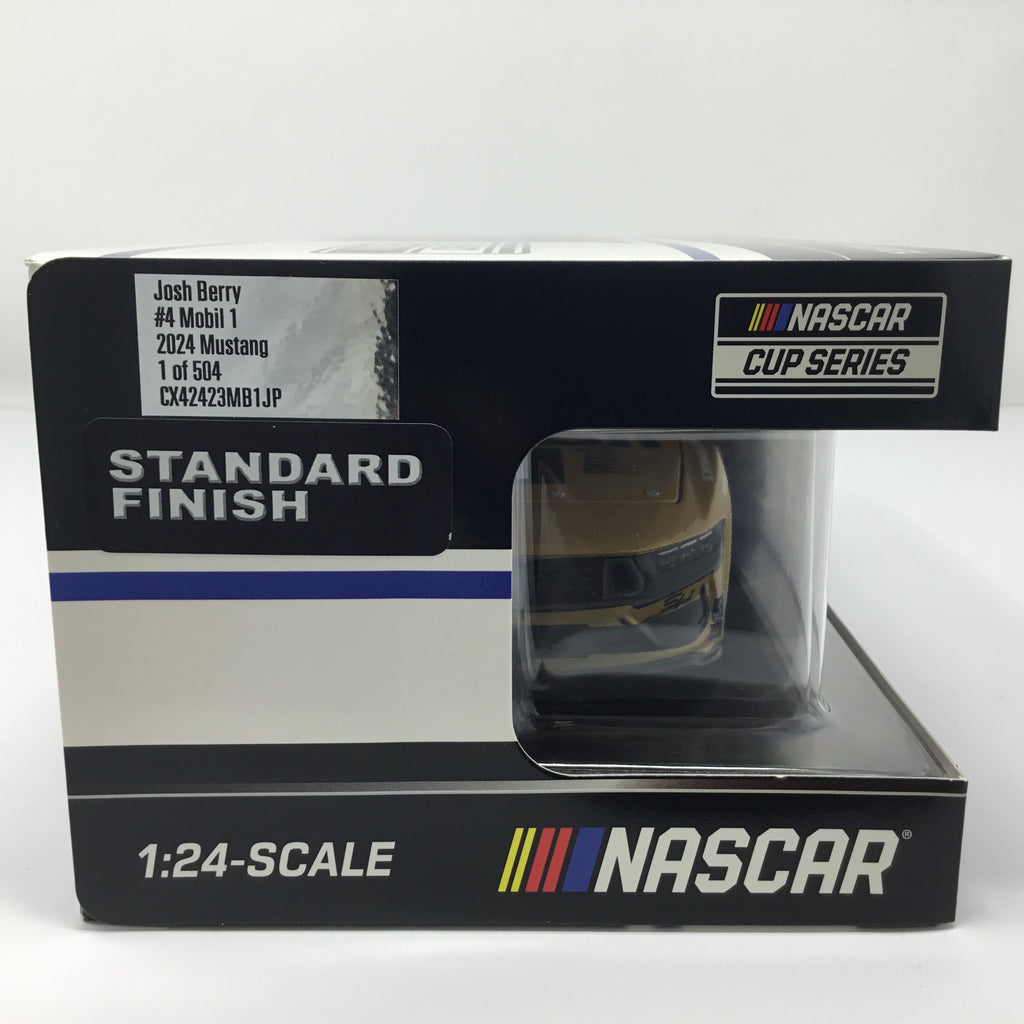 Josh Berry
#4 Mobil 1
2024 Mustang
1 of 504
CX42423MB1JP
NASCAR
CUP SERIES
STANDARD
FINISH
1:24-SCALE
NASCAR®